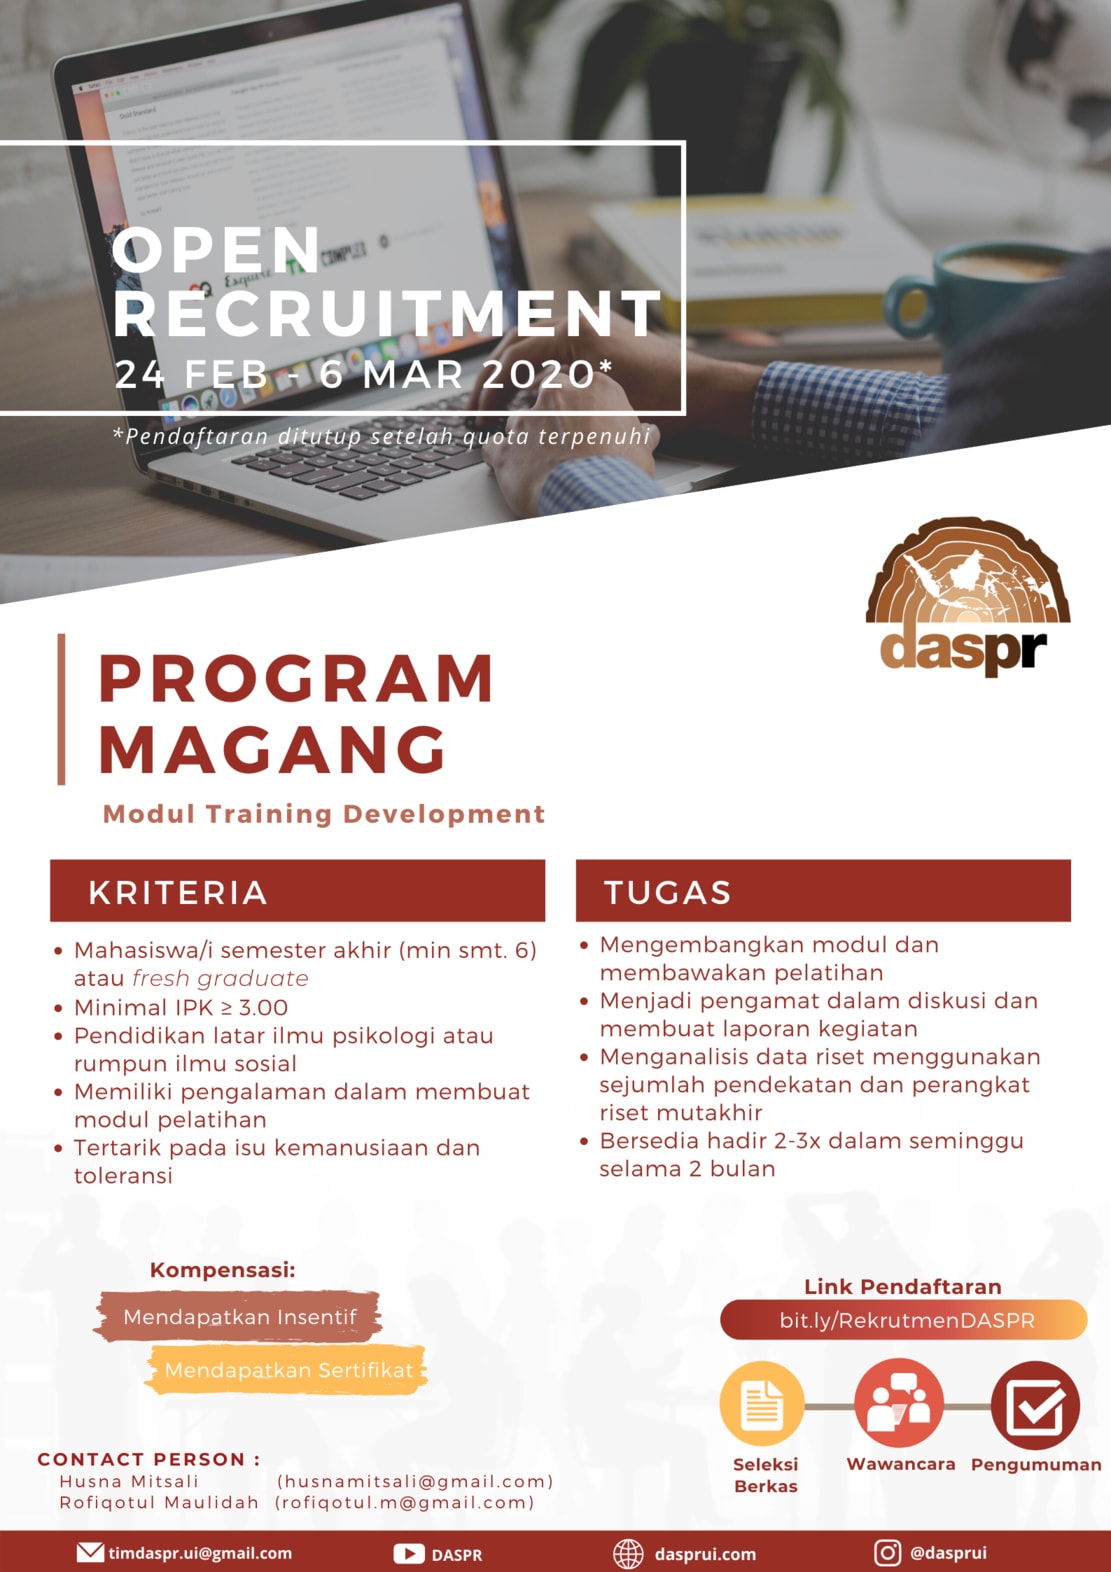 Gold Standard
Esquire
COMPLEX
STARTUP
OPEN
RECRUITMENT
24 FEB - 6 MAR 2020*
*Pendaftaran ditutup setelah quota terpenuhi
daspr
PROGRAM
MAGANG
Modul Training Development
KRITERIA
• Mahasiswa/i semester akhir (min smt. 6)
atau fresh graduate
• Minimal IPK ≥ 3.00
• Pendidikan latar ilmu psikologi atau
rumpun ilmu sosial
• Memiliki pengalaman dalam membuat
modul pelatihan
• Tertarik pada isu kemanusiaan dan
toleransi
TUGAS
• Mengembangkan modul dan
membawakan pelatihan
• Menjadi pengamat dalam diskusi dan
membuat laporan kegiatan
• Menganalisis data riset menggunakan
sejumlah pendekatan dan perangkat
riset mutakhir
• Bersedia hadir 2-3x dalam seminggu
selama 2 bulan
Kompensasi:
Mendapatkan Insentif
Mendapatkan Sertifikat
Link Pendaftaran
bit.ly/RekrutmenDASPR
Seleksi
Berkas
Wawancara
Pengumuman
CONTACT PERSON :
Husna Mitsali (husnamitsali@gmail.com)
Rofiqotul Maulidah (rofiqotul.m@gmail.com)
timdaspr.ui@gmail.com
DASPR
dasprui.com
@dasprui